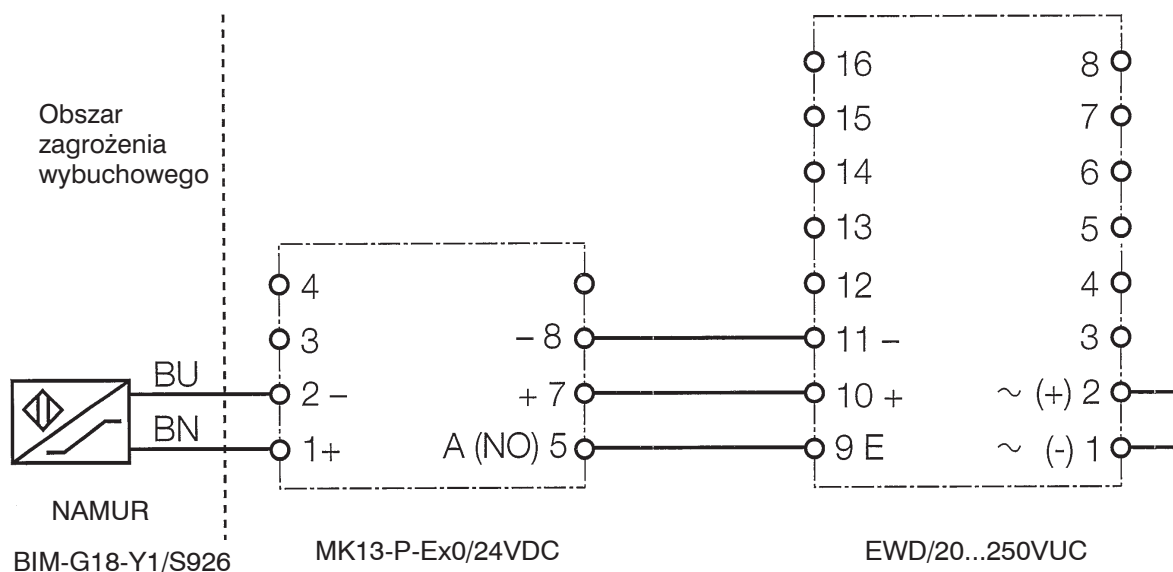 Obszar
zagrożenia
wybuchowego
BU
BN
NAMUR
BIM-G18-Y1/S926
4
3
2 –
1+
– 8
+ 7
A (NO) 5
MK13-P-Ex0/24VDC
16
15
14
13
12
11 –
10 +
9 E
8
7
6
5
4
3
~ (+) 2
~ (-) 1
EWD/20...250VUC